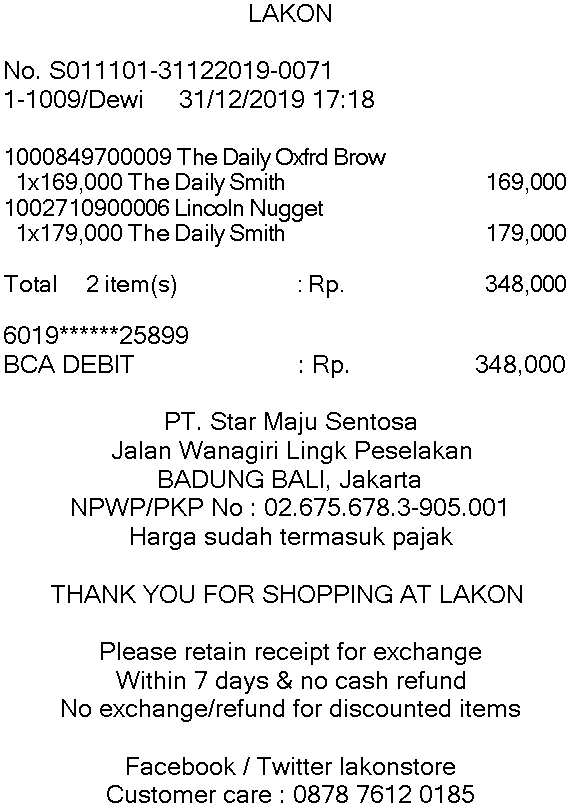 LAKON
No. S011101-31122019-0071
1-1009/Dewi 31/12/2019 17:18
1000849700009 The Daily Oxfrd Brow
1x169,000 The Daily Smith 169,000
1002710900006 Lincoln Nugget
1x179,000 The Daily Smith 179,000
Total 2 item(s) : Rp. 348,000
6019******25899
BCA DEBIT : Rp. 348,000
PT. Star Maju Sentosa
Jalan Wanagiri Lingk Peselakan
BADUNG BALI, Jakarta
NPWP/PKP No : 02.675.678.3-905.001
Harga sudah termasuk pajak
THANK YOU FOR SHOPPING AT LAKON
Please retain receipt for exchange
Within 7 days & no cash refund
No exchange/refund for discounted items
Facebook / Twitter lakonstore
Customer care : 0878 7612 0185